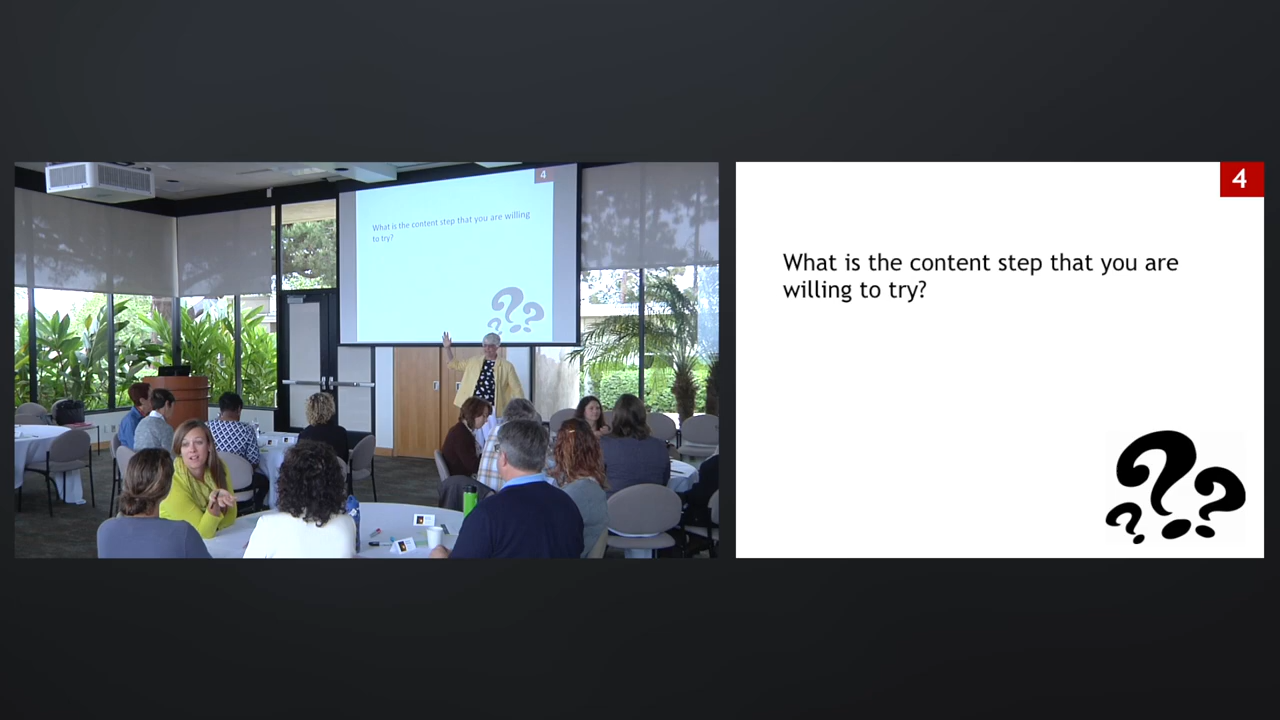 4
What is the content step that you are willing
to try?
4
What is the content step that you are
willing to try?